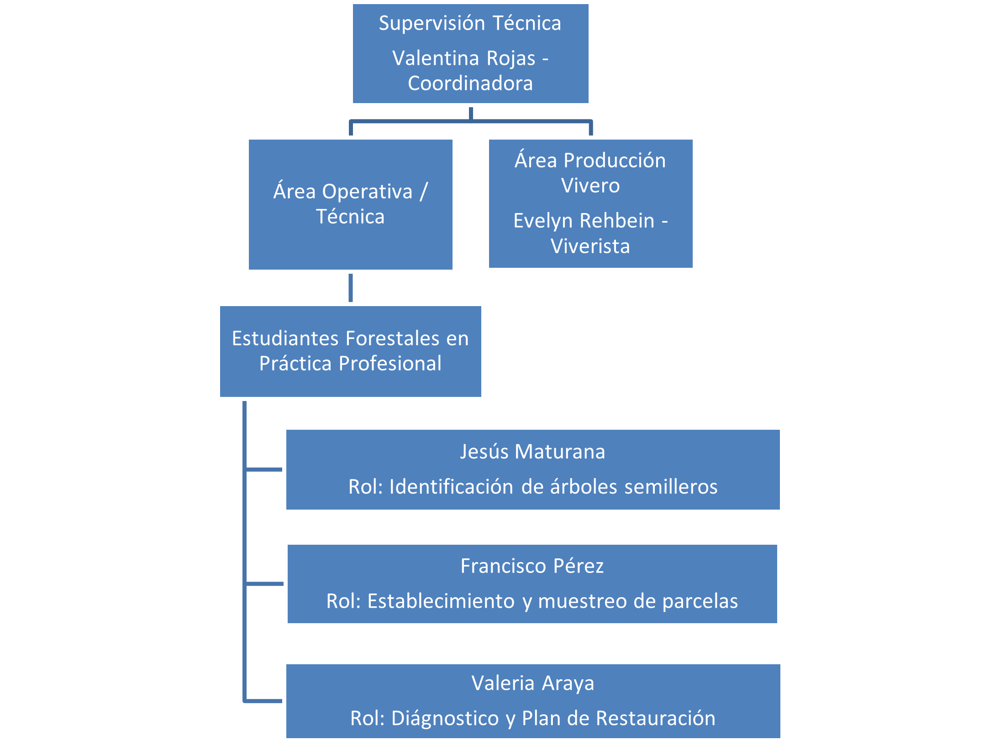 Supervisión Técnica
Valentina Rojas -
Coordinadora
Área Operativa /
Técnica
Área Producción
Vivero
Evelyn Rehbein -
Viverista
Estudiantes Forestales en
Práctica Profesional
Jesús Maturana
Rol: Identificación de árboles semilleros
Francisco Pérez
Rol: Establecimiento y muestreo de parcelas
Valeria Araya
Rol: Diágnostico y Plan de Restauración